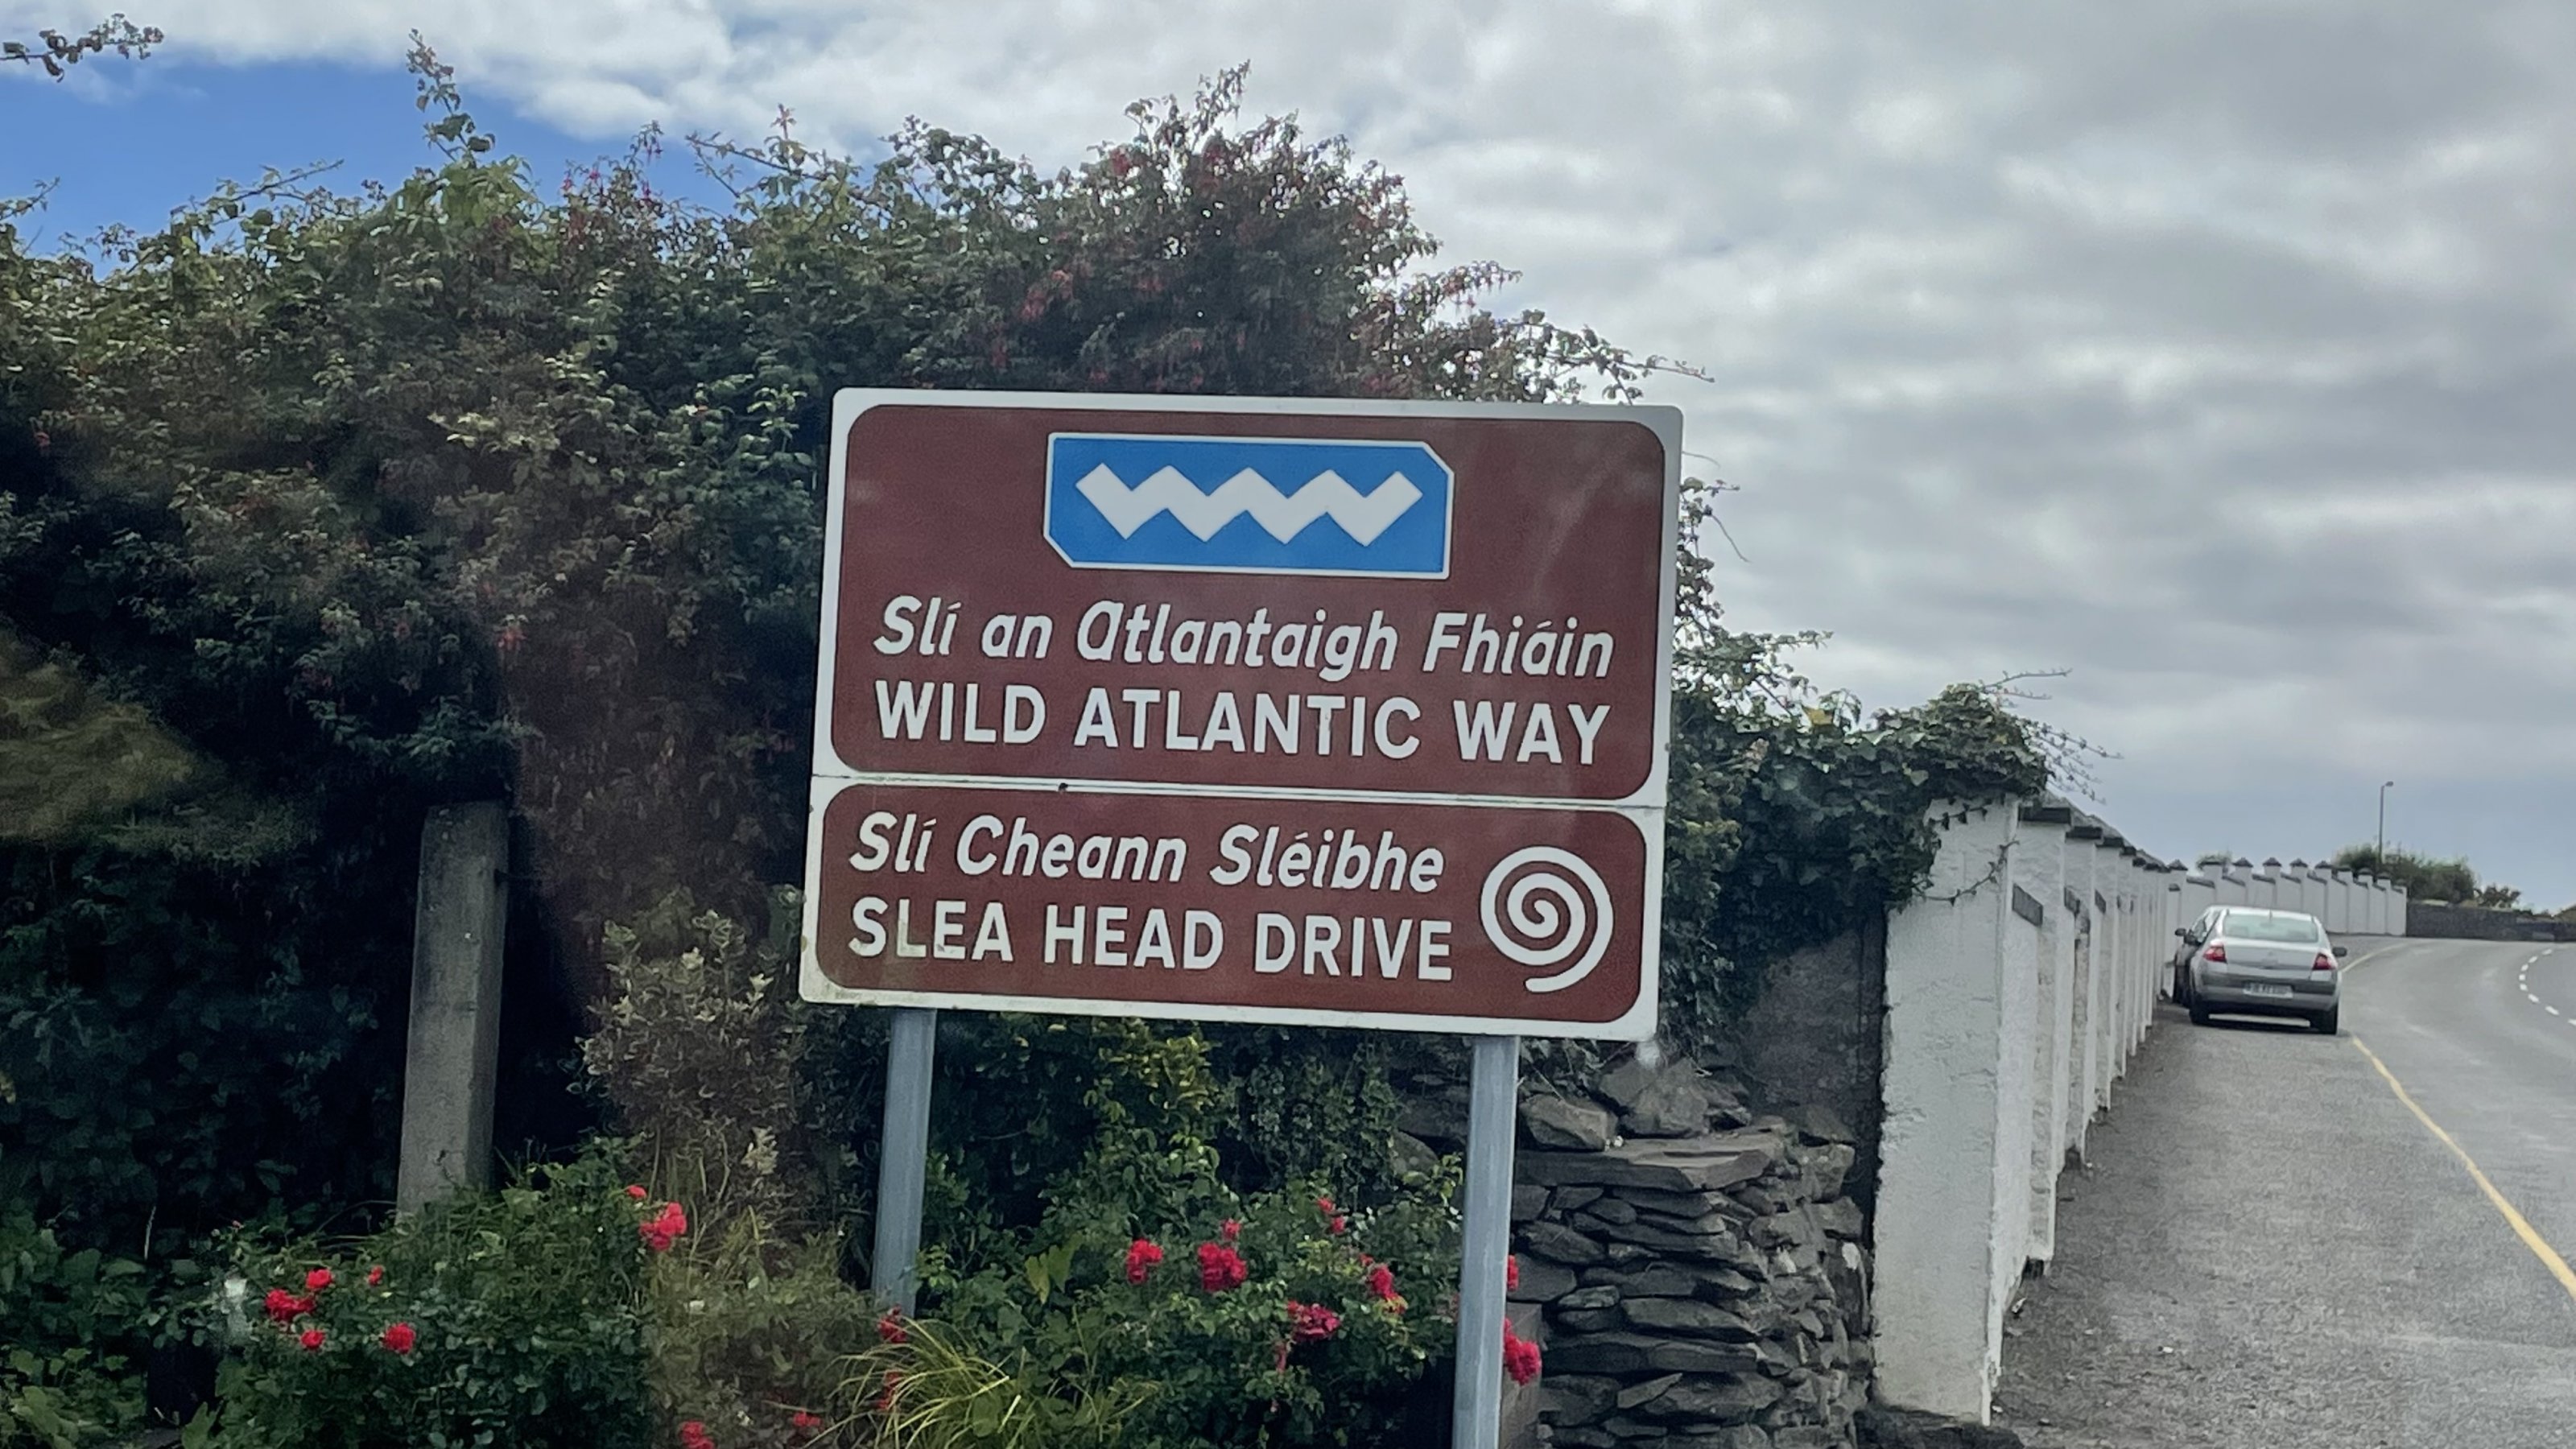 Slí an Atlantaigh Fhiáin
WILD ATLANTIC WAY
Slí Cheann Sléibhe
SLEA HEAD DRIVE